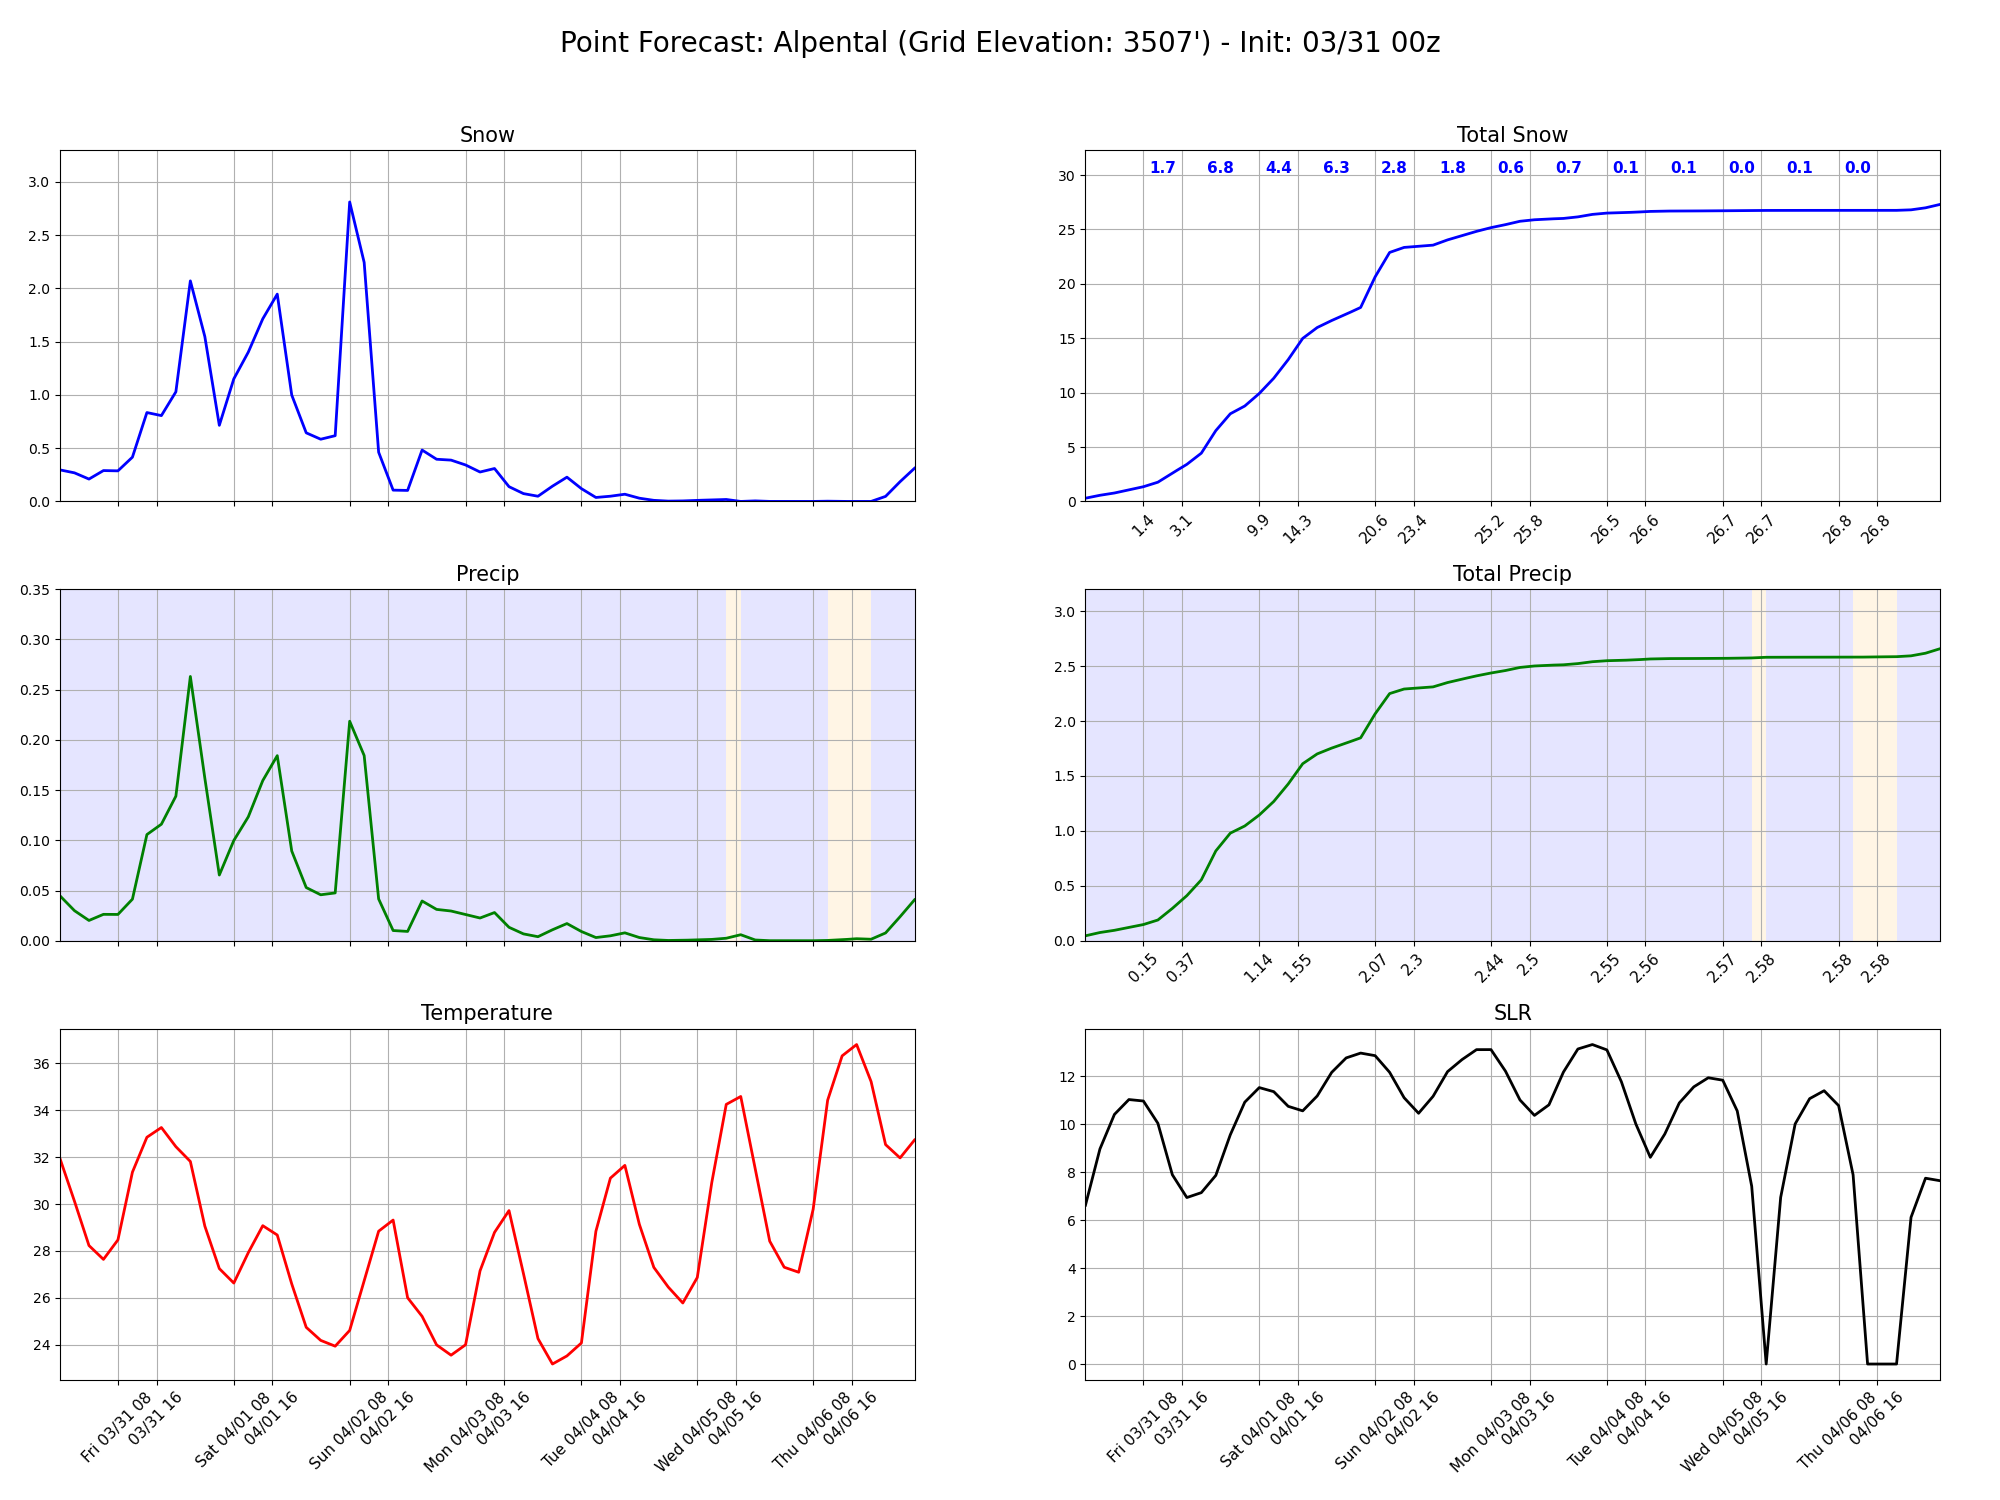 Point Forecast: Alpental (Grid Elevation: 3507') - Init: 03/31 00z
Snow
3.0
2.5
2.0
1.5
1.0
0.5
0.0
Total Snow
1.7 6.8 4.4 6.3 2.8 1.8 0.6 0.7 0.1 0.1 0.0 0.1 0.0
30
25
20
15
10
5
0
1.4 3.1 9.9 14.3 20.6 23.4 25.2 25.8 26.5 26.6 26.7 26.7 26.8 26.8
Precip
0.35
0.30
0.25
0.20
0.15
0.10
0.05
0.00
Total Precip
3.0
2.5
2.0
1.5
1.0
0.5
0.0
0.15 0.37 1.14 1.55 2.07 2.3 2.44 2.5 2.55 2.56 2.57 2.58 2.58 2.58
Temperature
36
34
32
30
28
26
24
Fri 03/31 08
03/31 16
Sat 04/01 08
04/01 16
Sun 04/02 08
04/02 16
Mon 04/03 08
04/03 16
Tue 04/04 08
04/04 16
Wed 04/05 08
04/05 16
Thu 04/06 08
04/06 16
SLR
12
10
8
6
4
2
0
Fri 03/31 08
03/31 16
Sat 04/01 08
04/01 16
Sun 04/02 08
04/02 16
Mon 04/03 08
04/03 16
Tue 04/04 08
04/04 16
Wed 04/05 08
04/05 16
Thu 04/06 08
04/06 16